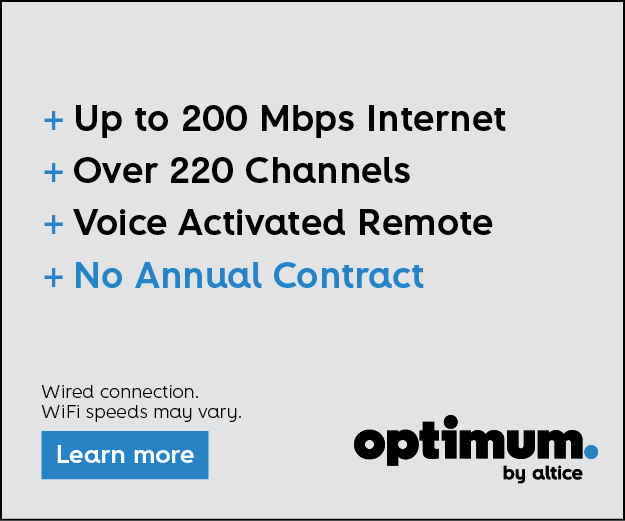 + Up to 200 Mbps Internet
+ Over 220 Channels
+ Voice Activated Remote
+ No Annual Contract
Wired connection.
WiFi speeds may vary.
Learn more
optimum.
by altice